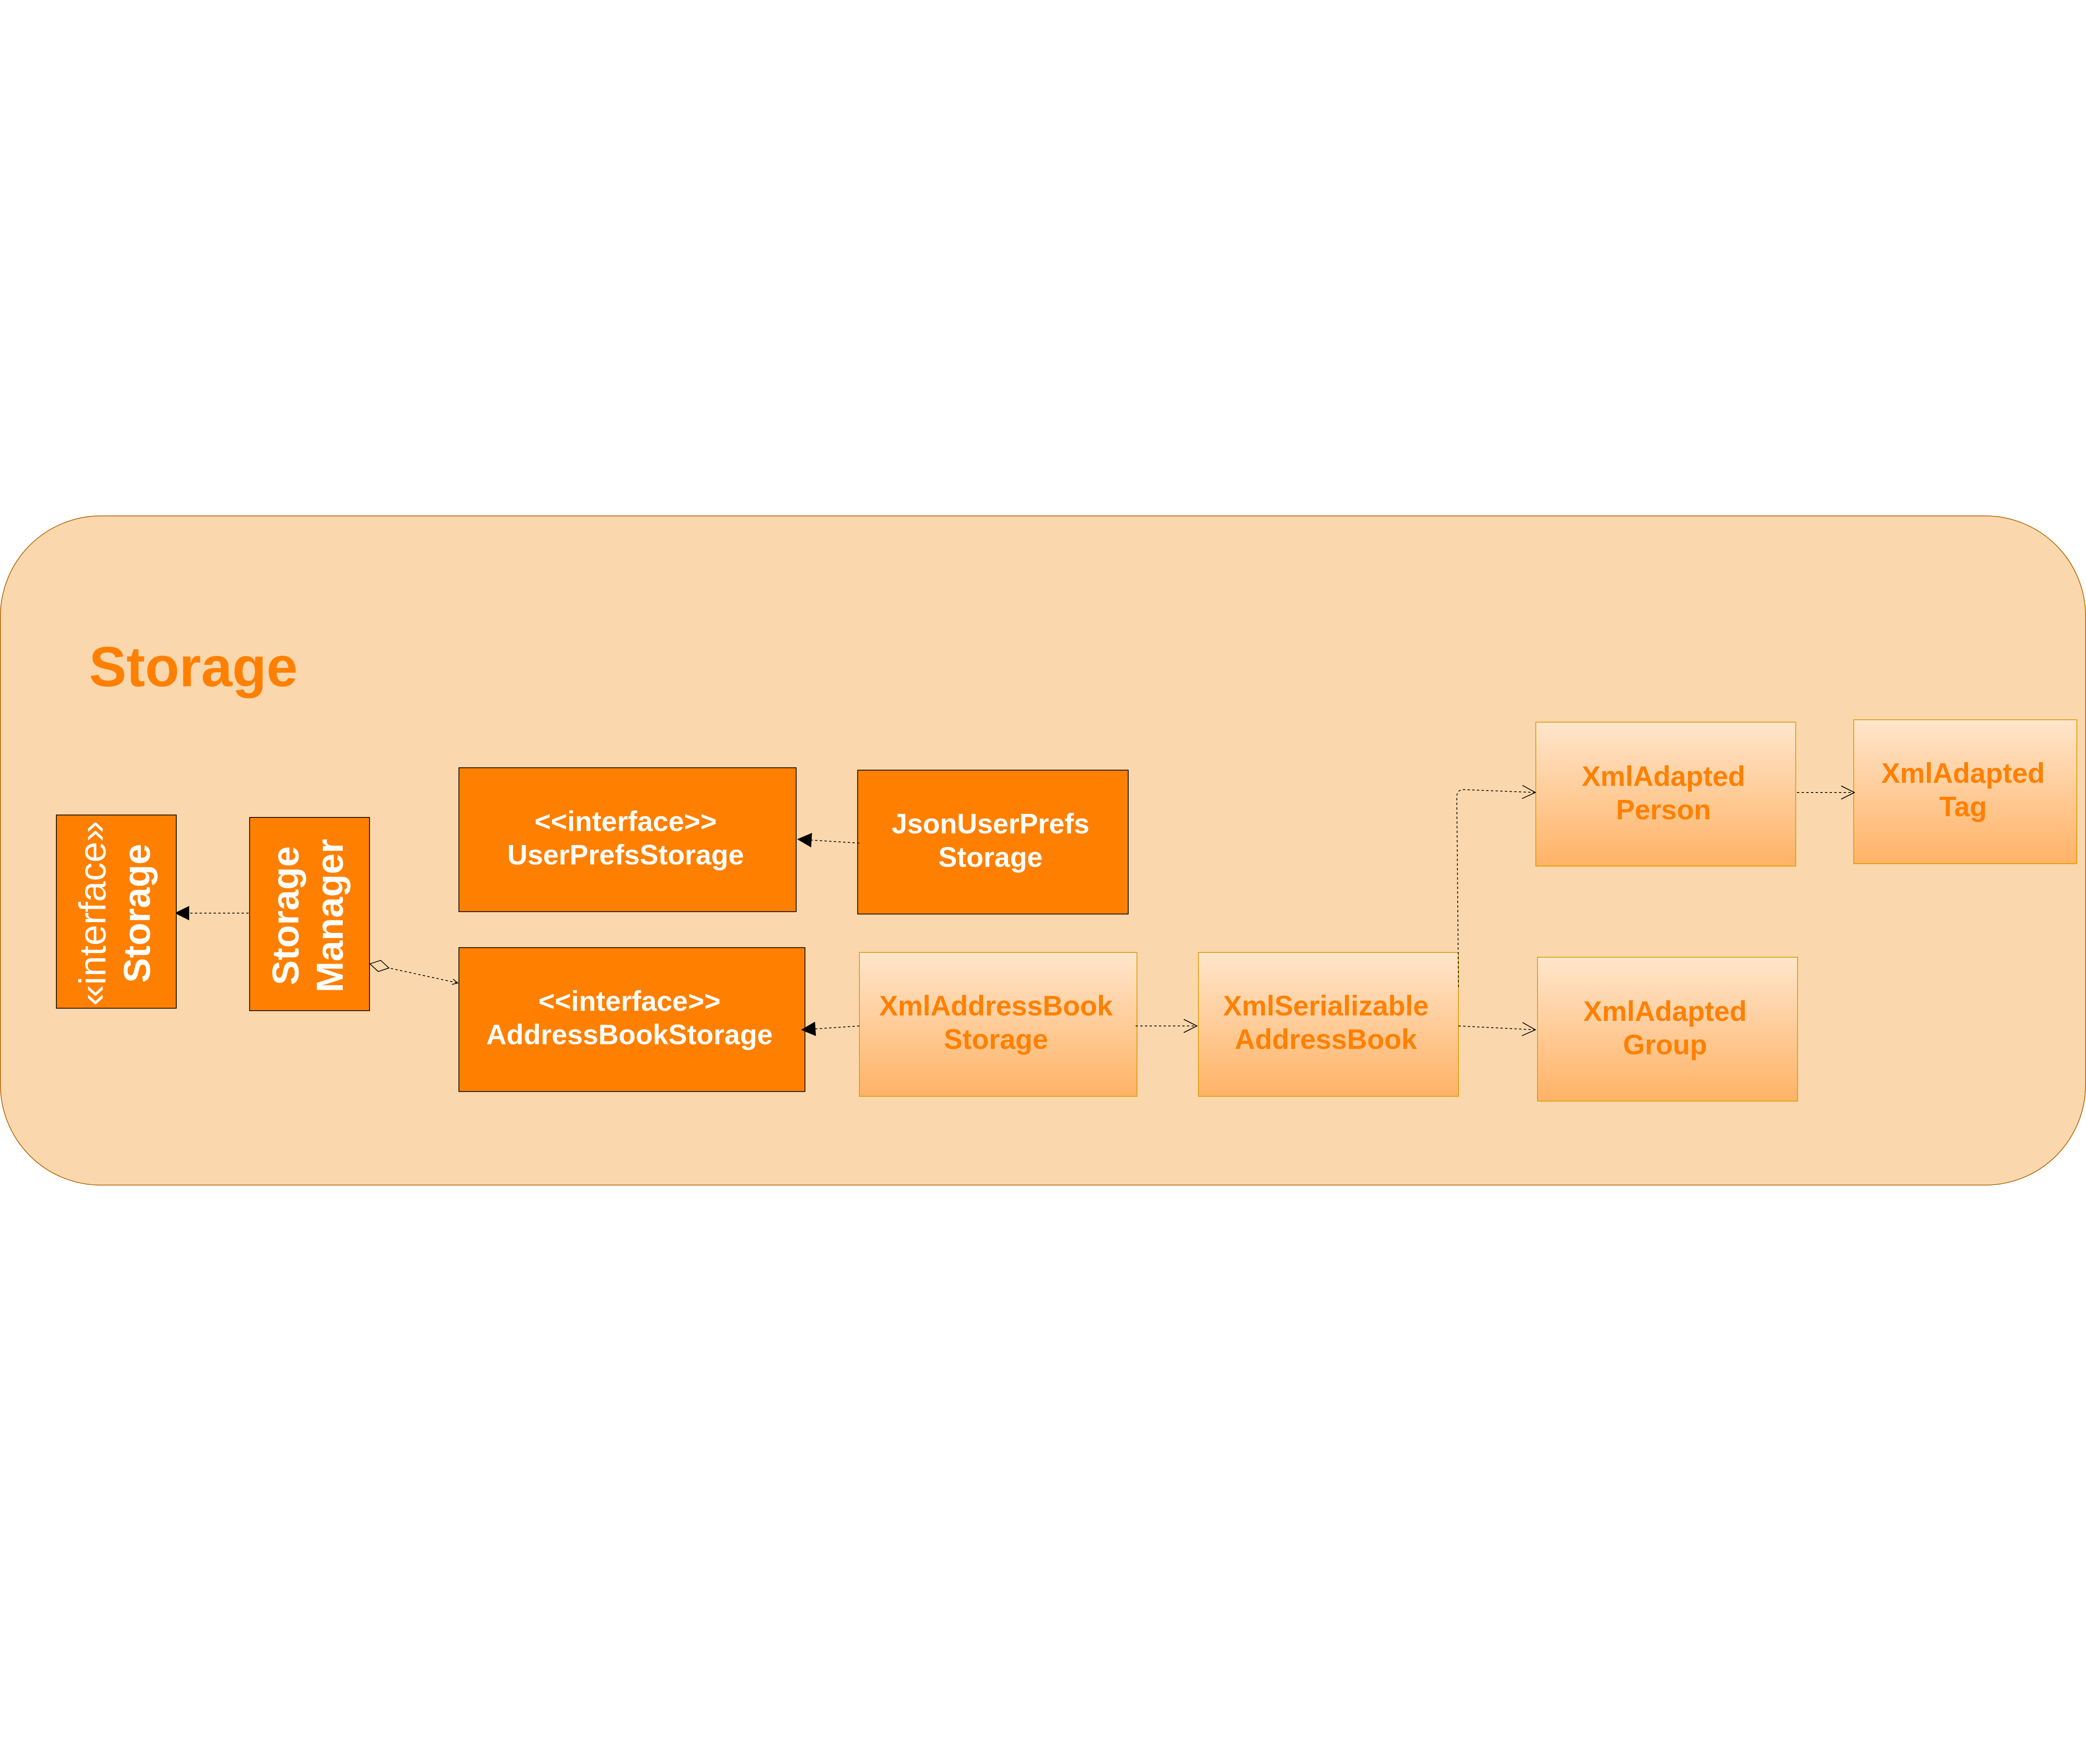 Storage
«interface»
Storage
Storage
Manager
<<interface>>
UserPrefsStorage
JsonUserPrefs
Storage
<<interface>>
AddressBookStorage
XmlAddressBook
Storage
XmlSerializable
AddressBook
XmlAdapted
Person
XmlAdapted
Tag
XmlAdapted
Group